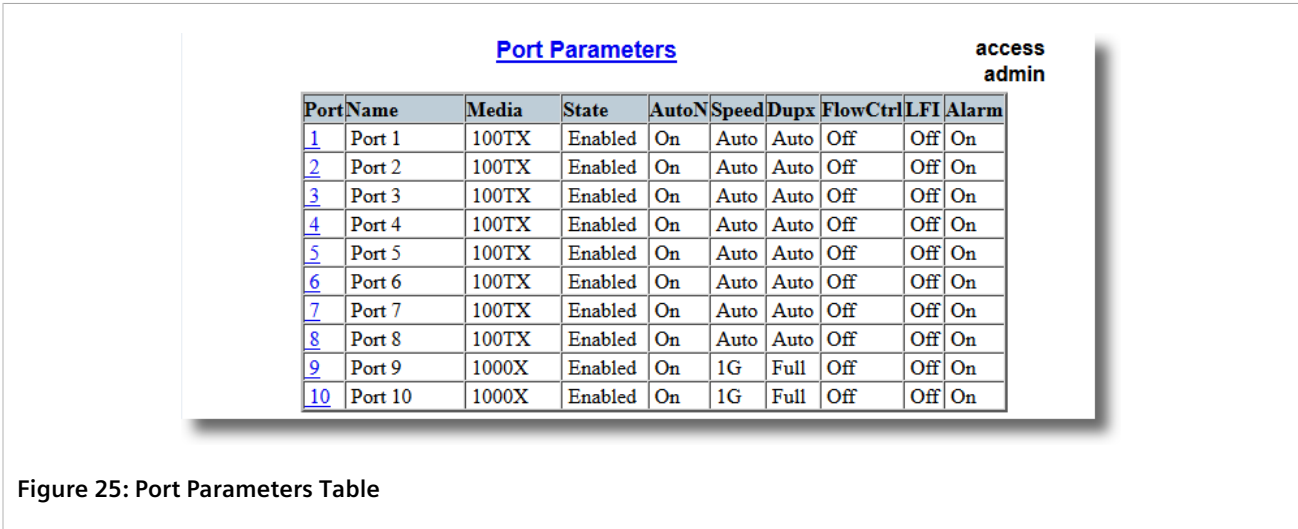 Port Parameters
access
admin
Port Name Media State AutoN Speed Dupx FlowCtrl LFI Alarm
1 Port 1 100TX Enabled On Auto Auto Off Off On
2 Port 2 100TX Enabled On Auto Auto Off Off On
3 Port 3 100TX Enabled On Auto Auto Off Off On
4 Port 4 100TX Enabled On Auto Auto Off Off On
5 Port 5 100TX Enabled On Auto Auto Off Off On
6 Port 6 100TX Enabled On Auto Auto Off Off On
7 Port 7 100TX Enabled On Auto Auto Off Off On
8 Port 8 100TX Enabled On Auto Auto Off Off On
9 Port 9 1000X Enabled On 1G Full Off Off On
10 Port 10 1000X Enabled On 1G Full Off Off On
Figure 25: Port Parameters Table